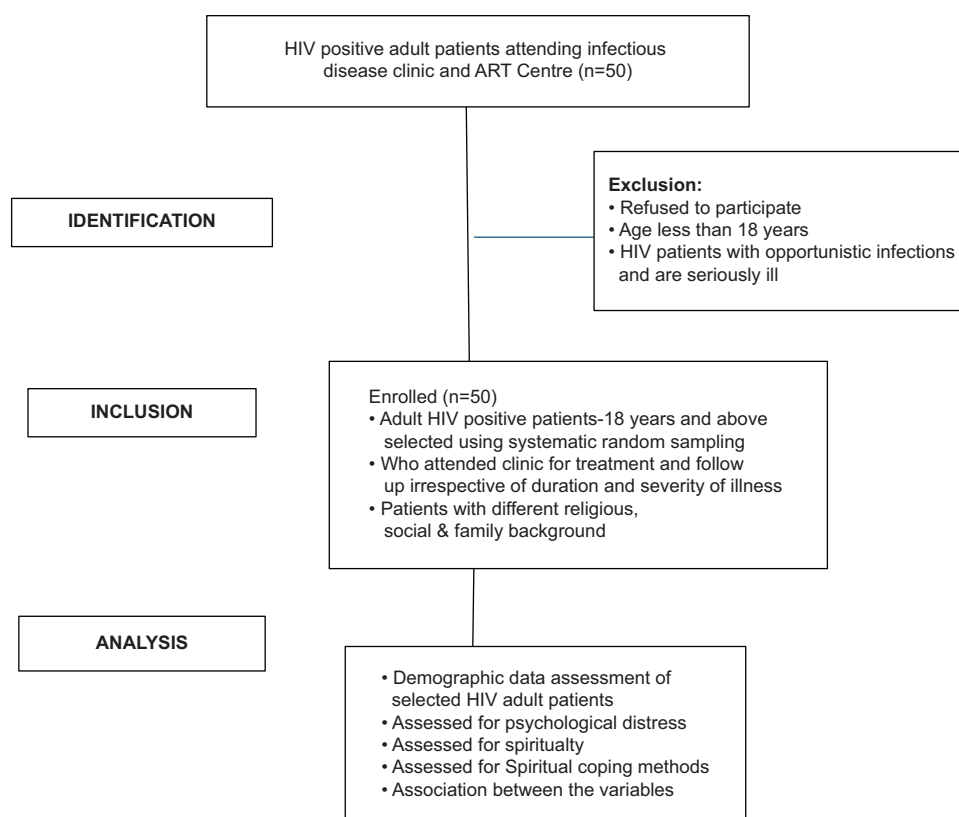 HIV positive adult patients attending infectious
disease clinic and ART Centre (n=50)
IDENTIFICATION
Exclusion:
• Refused to participate
• Age less than 18 years
• HIV patients with opportunistic infections
and are seriously ill
INCLUSION
Enrolled (n=50)
• Adult HIV positive patients-18 years and above
selected using systematic random sampling
• Who attended clinic for treatment and follow
up irrespective of duration and severity of illness
• Patients with different religious,
social & family background
ANALYSIS
• Demographic data assessment of
selected HIV adult patients
• Assessed for psychological distress
• Assessed for spiritualty
• Assessed for Spiritual coping methods
• Association between the variables